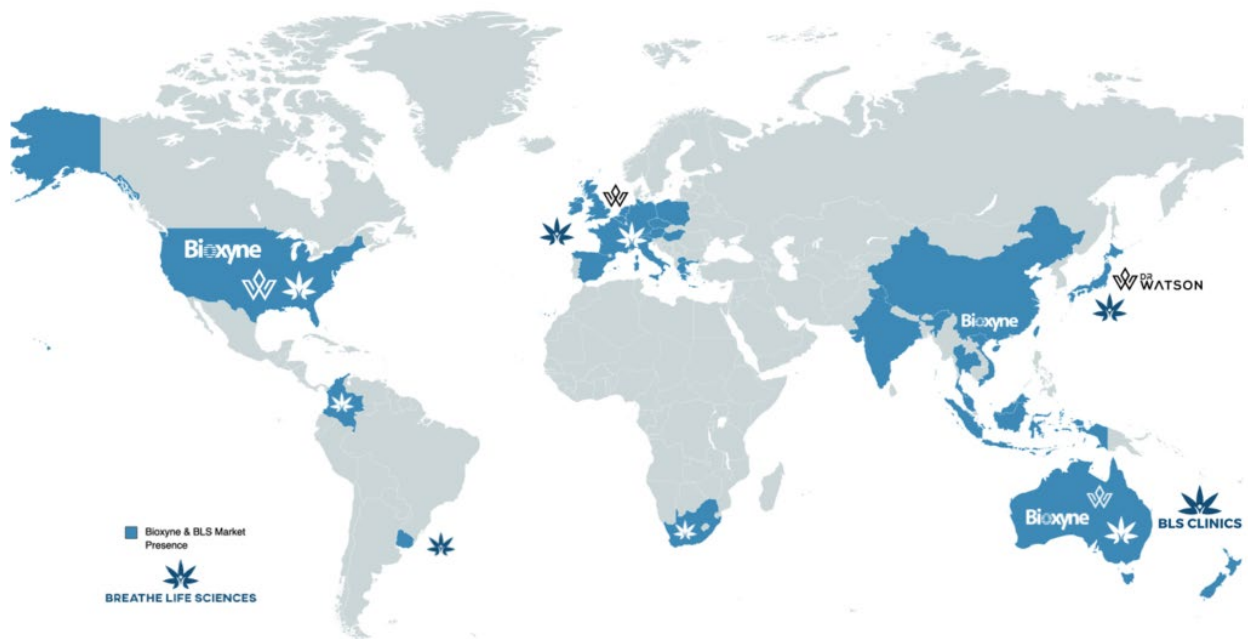 Bioxyne
DR
WATSON
Bioxyne
Bioxyne
BLS CLINICS
Bioxyne & BLS Market
Presence
BREATHE LIFE SCIENCES